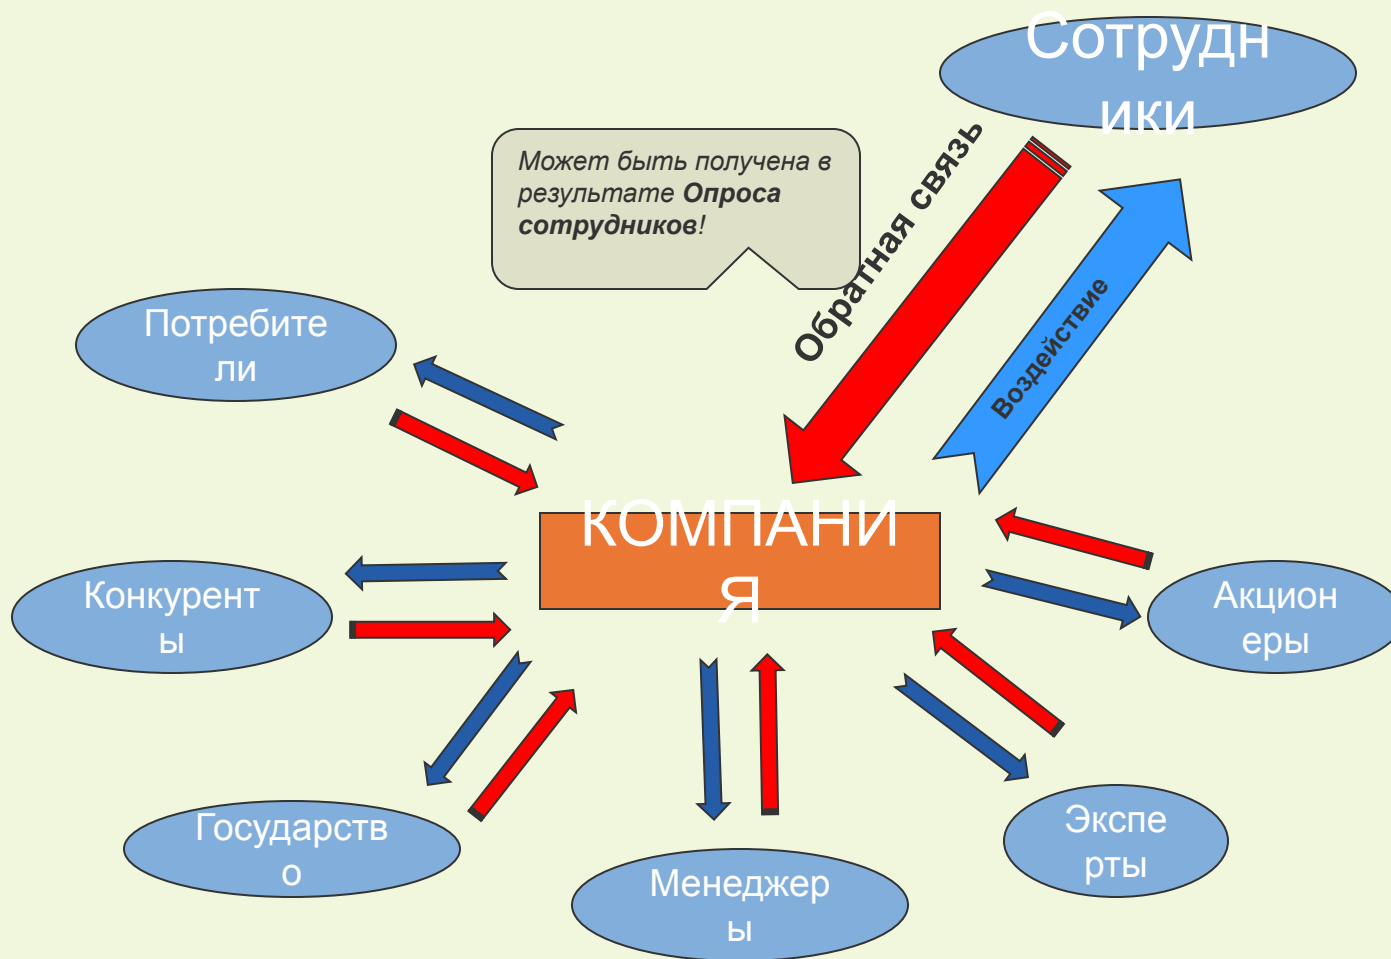 Сотрудн
ики
Может быть получена в
результате Опроса
сотрудников!
Обратная связь
Воздействие
Потребите
ли
КОМПАНИ
Я
Конкурент
ы
Акцион
еры
Государств
о
Экспе
рты
Менеджер
ы